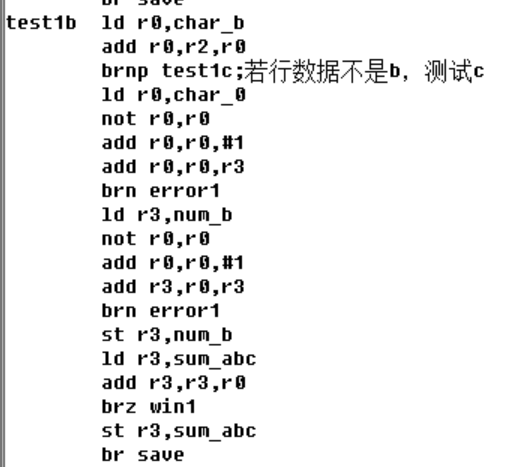 br save
test1b ld r0,char_b
add r0,r2,r0
brnp test1c;若行数据不是b，测试c
ld r0,char_0
not r0,r0
add r0,r0,#1
add r0,r0,r3
brn error1
ld r3,num_b
not r0,r0
add r0,r0,#1
add r3,r0,r3
brn error1
st r3,num_b
ld r3,sum_abc
add r3,r3,r0
brz win1
st r3,sum_abc
br save